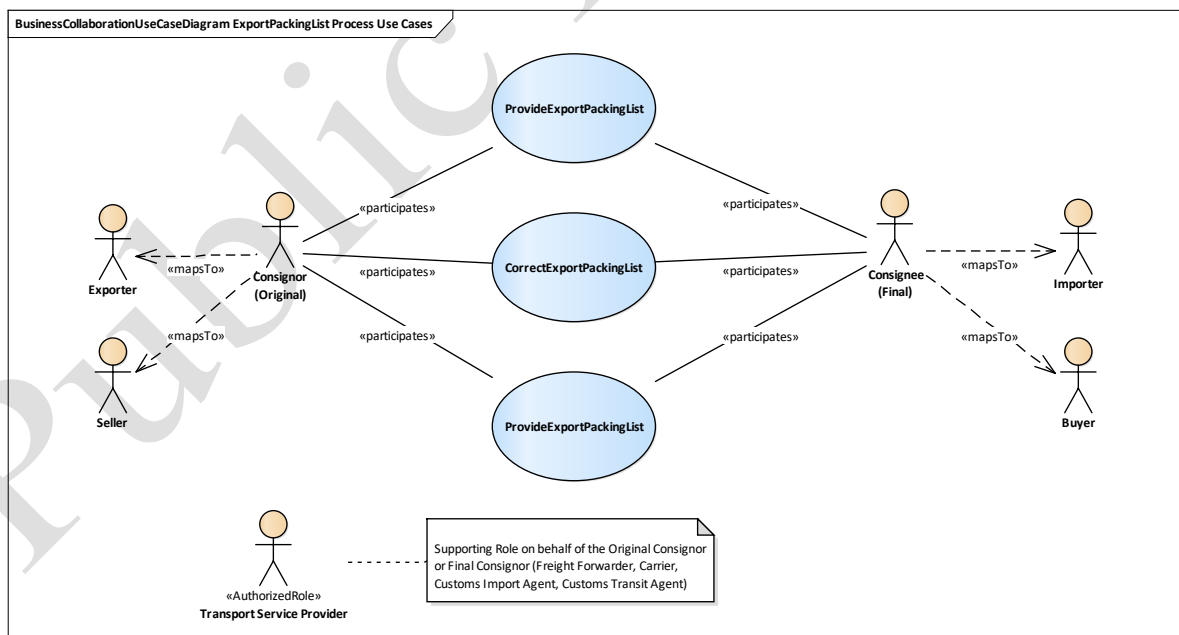 BusinessCollaborationUseCaseDiagram ExportPackingList Process Use Cases
ProvideExportPackingList
«participates»
«participates»
Exporter
«mapsTo»
Consignor
(Original)
«participates»
CorrectExportPackingList
«participates»
Consignee
(Final)
«mapsTo»
Importer
«mapsTo»
«participates»
«participates»
«mapsTo»
Seller
ProvideExportPackingList
Buyer
«AuthorizedRole»
Transport Service Provider
Supporting Role on behalf of the Original Consignor
or Final Consignor (Freight Forwarder, Carrier,
Customs Import Agent, Customs Transit Agent)
Public